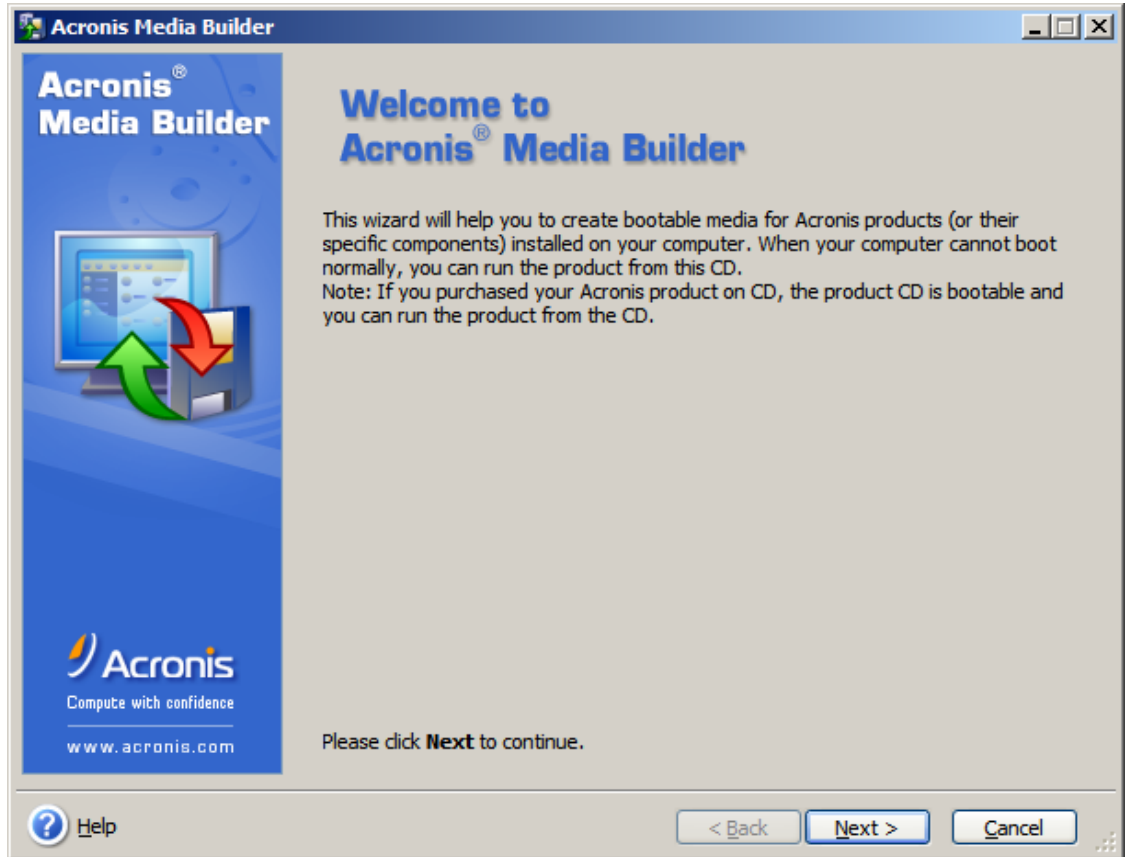 Acronis Media Builder
Acronis®
Media Builder
Welcome to
Acronis® Media Builder
This wizard will help you to create bootable media for Acronis products (or their
specific components) installed on your computer. When your computer cannot boot
normally, you can run the product from this CD.
Note: If you purchased your Acronis product on CD, the product CD is bootable and
you can run the product from the CD.
Acronis
Compute with confidence
www.acronis.com
Please click Next to continue.
Help
< Back
Next >
Cancel